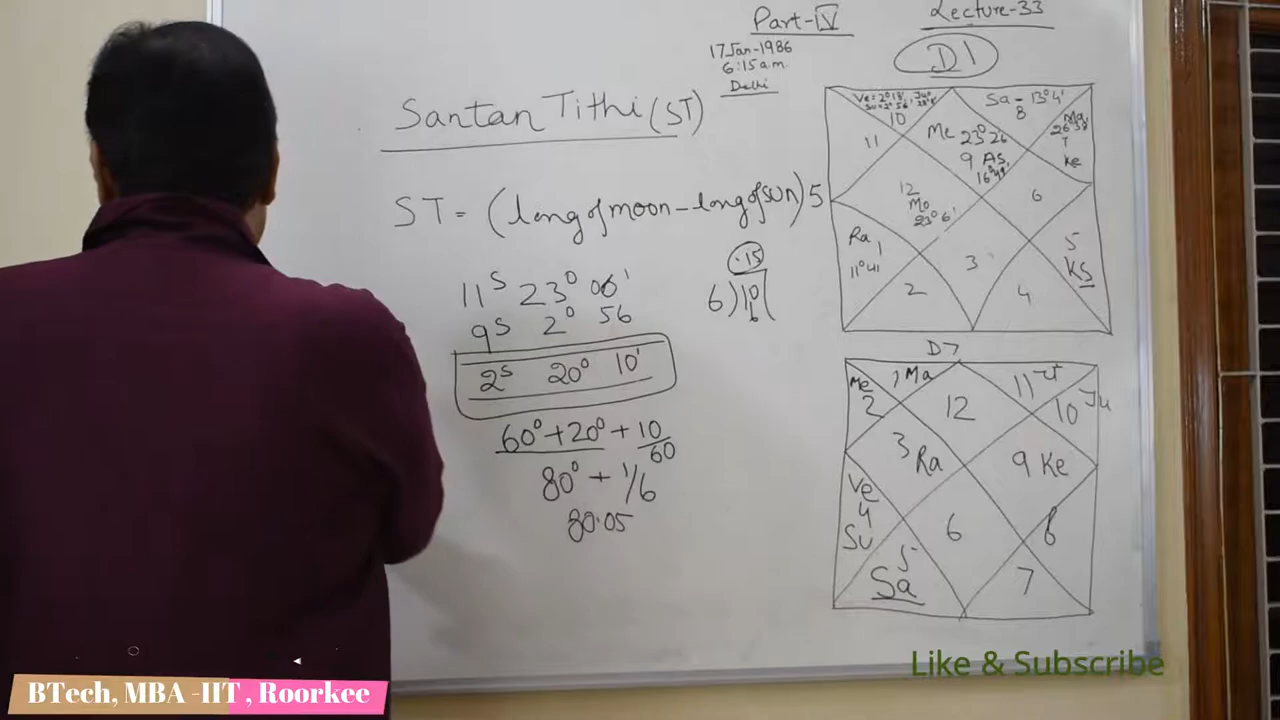 Part-IV
Lecture-33
17 Jan-1986
6:15 a.m.
Delhi
D1
Santan Tithi (ST)
ST = (long of moon - long of sun) 5
11ˢ 23° 06'
9ˢ 2° 56
2ˢ 20° 10'
60° + 20° + 10/60
80° + 1/6
80.05
.15
6) 10 (
6
Sa - 13° 4'
8
10
11
Me 23° 26
9 As
Ke
12
Mo
23° 6'
6
Ra 1
11° 41
3
5
KS
2
4
D7
Me
2
1 Ma
12
11
10 Ju
3 Ra
9 Ke
Ve
4
Su
6
8
5
Sa
7
Like & Subscribe
BTech, MBA -IIT , Roorkee